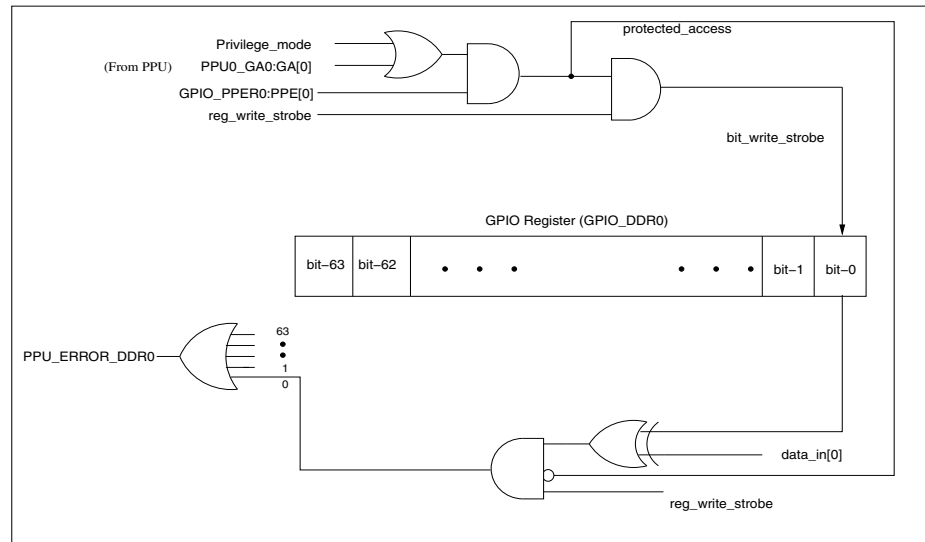 protected_access
Privilege_mode
(From PPU) PPU0_GA0:GA[0]
GPIO_PPER0:PPE[0]
reg_write_strobe
bit_write_strobe
GPIO Register (GPIO_DDR0)
bit–63 bit–62 • • • • • • bit–1 bit–0
63
PPU_ERROR_DDR0
1
0
data_in[0]
reg_write_strobe